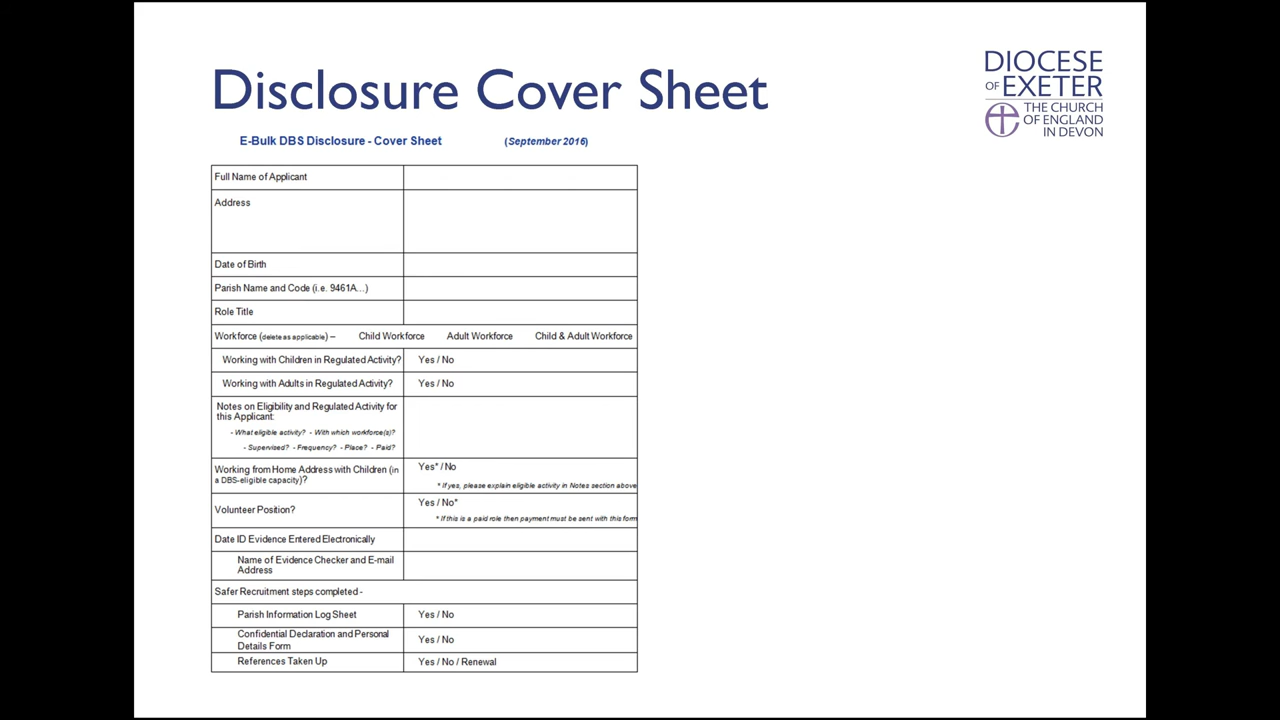 Disclosure Cover Sheet
DIOCESE
OF EXETER
THE CHURCH
OF ENGLAND
IN DEVON
E-Bulk DBS Disclosure - Cover Sheet (September 2016)
Full Name of Applicant
Address
Date of Birth
Parish Name and Code (i.e. 9461A...)
Role Title
Workforce (delete as applicable) – Child Workforce Adult Workforce Child & Adult Workforce
Working with Children in Regulated Activity? Yes / No
Working with Adults in Regulated Activity? Yes / No
Notes on Eligibility and Regulated Activity for
this Applicant:
- What eligible activity? - With which workforce(s)?
- Supervised? - Frequency? - Place? - Paid?
Working from Home Address with Children (in
a DBS-eligible capacity)?
Yes* / No
* If yes, please explain eligible activity in Notes section above
Volunteer Position?
Yes / No*
* If this is a paid role then payment must be sent with this form
Date ID Evidence Entered Electronically
Name of Evidence Checker and E-mail
Address
Safer Recruitment steps completed -
Parish Information Log Sheet Yes / No
Confidential Declaration and Personal
Details Form
Yes / No
References Taken Up Yes / No / Renewal